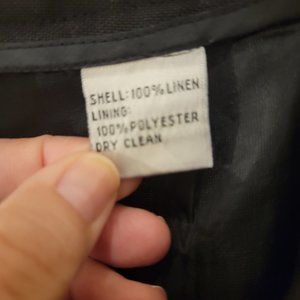 SHELL: 100% LINEN
LINING:
100% POLYESTER
DRY CLEAN